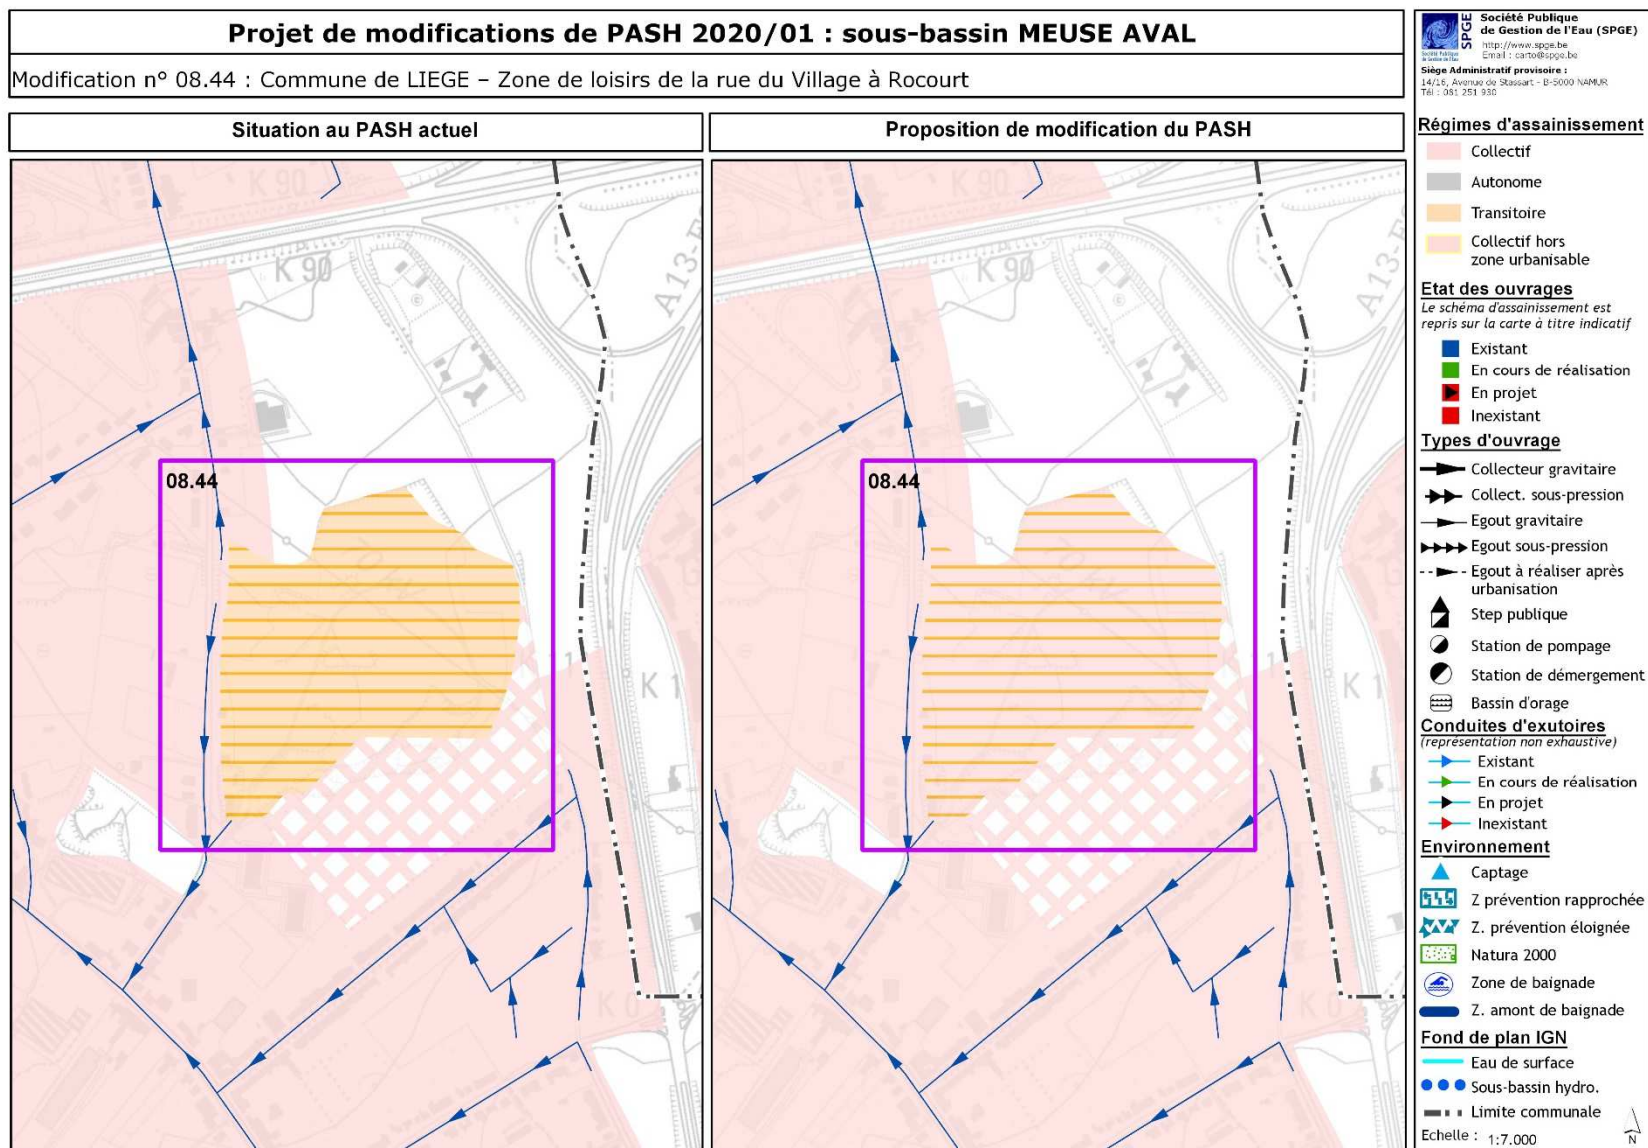 Projet de modifications de PASH 2020/01 : sous-bassin MEUSE AVAL
Modification n° 08.44 : Commune de LIEGE – Zone de loisirs de la rue du Village à Rocourt
Situation au PASH actuel
Proposition de modification du PASH
K 90
K 90
A13-E
08.44
K 1
K 90
K 90
A13-E
08.44
K 1
SPGE
Société Publique
de Gestion de l'Eau (SPGE)
http://www.spge.be
Email : carto@spge.be
Siège Administratif provisoire :
14/16, Avenue de Stassart - B-5000 NAMUR
Tél : 081 251 930
Régimes d'assainissement
Collectif
Autonome
Transitoire
Collectif hors
zone urbanisable
Etat des ouvrages
Le schéma d'assainissement est
repris sur la carte à titre indicatif
Existant
En cours de réalisation
En projet
Inexistant
Types d'ouvrage
Collecteur gravitaire
Collect. sous-pression
Egout gravitaire
Egout sous-pression
Egout à réaliser après
urbanisation
Step publique
Station de pompage
Station de démergement
Bassin d'orage
Conduites d'exutoires
(représentation non exhaustive)
Existant
En cours de réalisation
En projet
Inexistant
Environnement
Captage
Z prévention rapprochée
Z. prévention éloignée
Natura 2000
Zone de baignade
Z. amont de baignade
Fond de plan IGN
Eau de surface
Sous-bassin hydro.
Limite communale
Echelle : 1:7.000
N